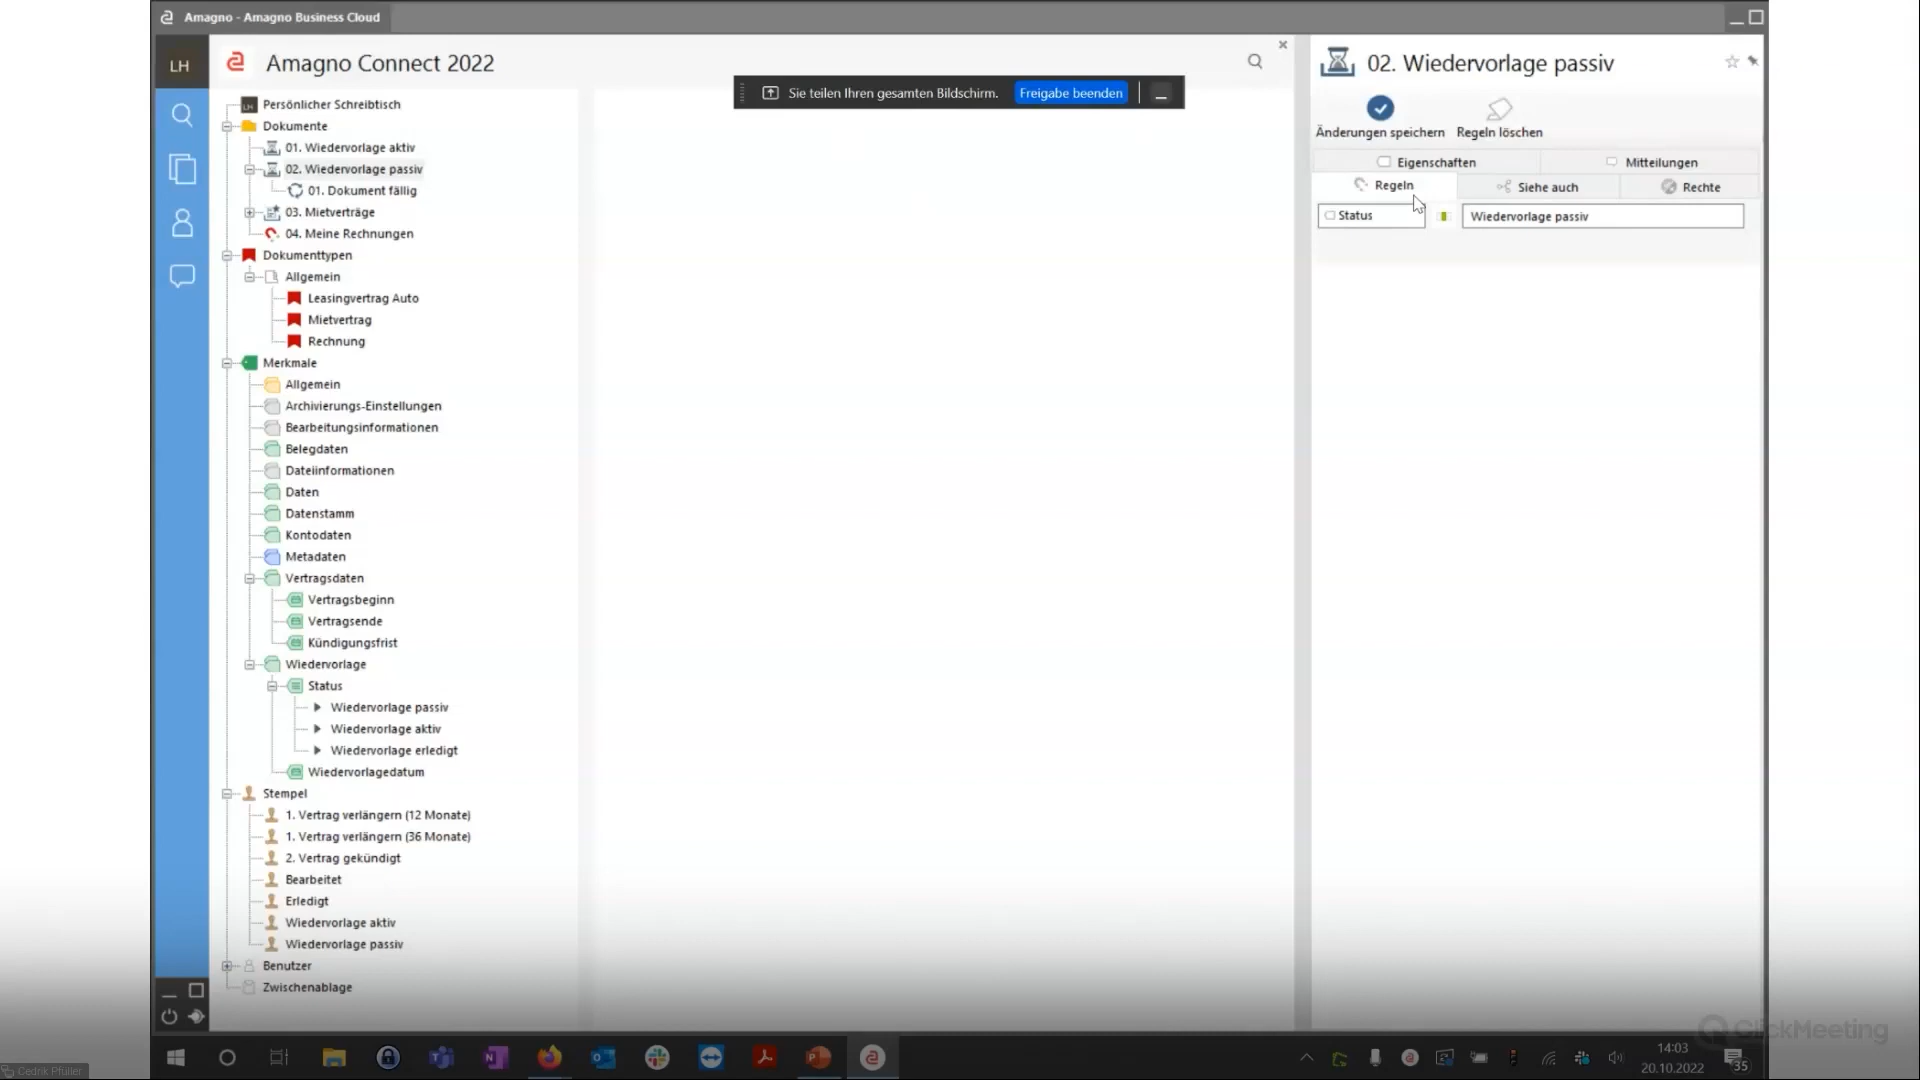 Amagno - Amagno Business Cloud
LH
Amagno Connect 2022
Sie teilen Ihren gesamten Bildschirm.
Freigabe beenden
Persönlicher Schreibtisch
Dokumente
01. Wiedervorlage aktiv
02. Wiedervorlage passiv
01. Dokument fällig
03. Mietverträge
04. Meine Rechnungen
Dokumenttypen
Allgemein
Leasingvertrag Auto
Mietvertrag
Rechnung
Merkmale
Allgemein
Archivierungs-Einstellungen
Bearbeitungsinformationen
Belegdaten
Dateiinformationen
Daten
Datenstamm
Kontodaten
Metadaten
Vertragsdaten
Vertragsbeginn
Vertragsende
Kündigungsfrist
Wiedervorlage
Status
Wiedervorlage passiv
Wiedervorlage aktiv
Wiedervorlage erledigt
Wiedervorlagedatum
Stempel
1. Vertrag verlängern (12 Monate)
1. Vertrag verlängern (36 Monate)
2. Vertrag gekündigt
Bearbeitet
Erledigt
Wiedervorlage aktiv
Wiedervorlage passiv
Benutzer
Zwischenablage
02. Wiedervorlage passiv
Änderungen speichern Regeln löschen
Eigenschaften Mitteilungen
Regeln Siehe auch Rechte
Status Wiedervorlage passiv
ClickMeeting
14:03
20.10.2022
35
Cedrik Pfüller